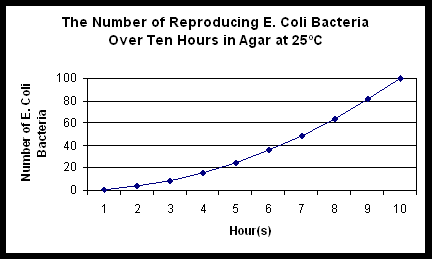 The Number of Reproducing E. Coli Bacteria
Over Ten Hours in Agar at 25°C
Number of E. Coli
Bacteria
100
80
60
40
20
0
1 2 3 4 5 6 7 8 9 10
Hour(s)